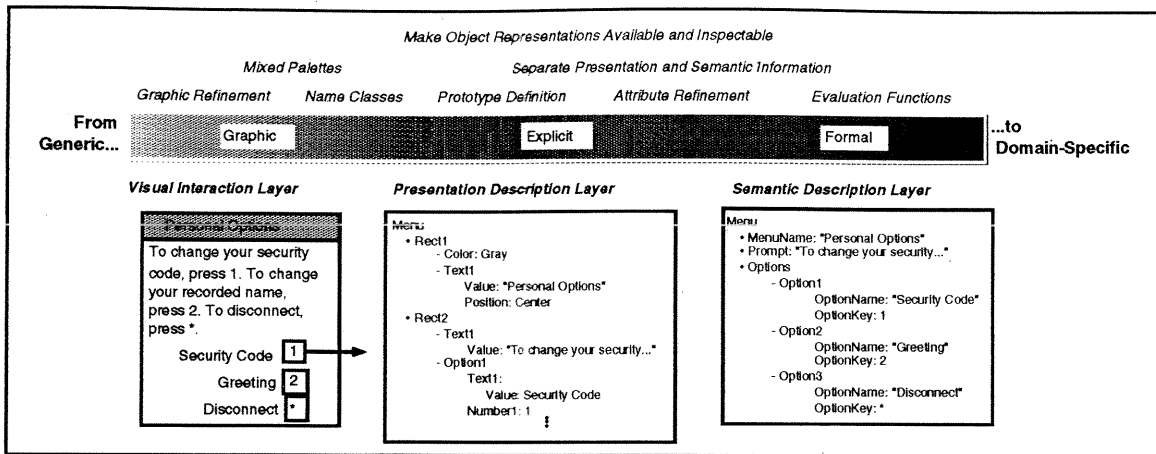 Make Object Representations Available and Inspectable
Mixed Palettes
Separate Presentation and Semantic Information
Graphic Refinement
Name Classes
Prototype Definition
Attribute Refinement
Evaluation Functions
From
Generic...
Graphic
Explicit
Formal
...to
Domain-Specific
Visual Interaction Layer
Presentation Description Layer
Semantic Description Layer
Personal Options
To change your security
code, press 1. To change
your recorded name,
press 2. To disconnect,
press *.
Security Code 1
Greeting 2
Disconnect *
Menu
• Rect1
- Color: Gray
- Text1
Value: "Personal Options"
Position: Center
• Rect2
- Text1
Value: "To change your security..."
- Option1
Text1:
Value: Security Code
Number1: 1
Menu
• MenuName: "Personal Options"
• Prompt: "To change your security..."
• Options
- Option1
OptionName: "Security Code"
OptionKey: 1
- Option2
OptionName: "Greeting"
OptionKey: 2
- Option3
OptionName: "Disconnect"
OptionKey: *